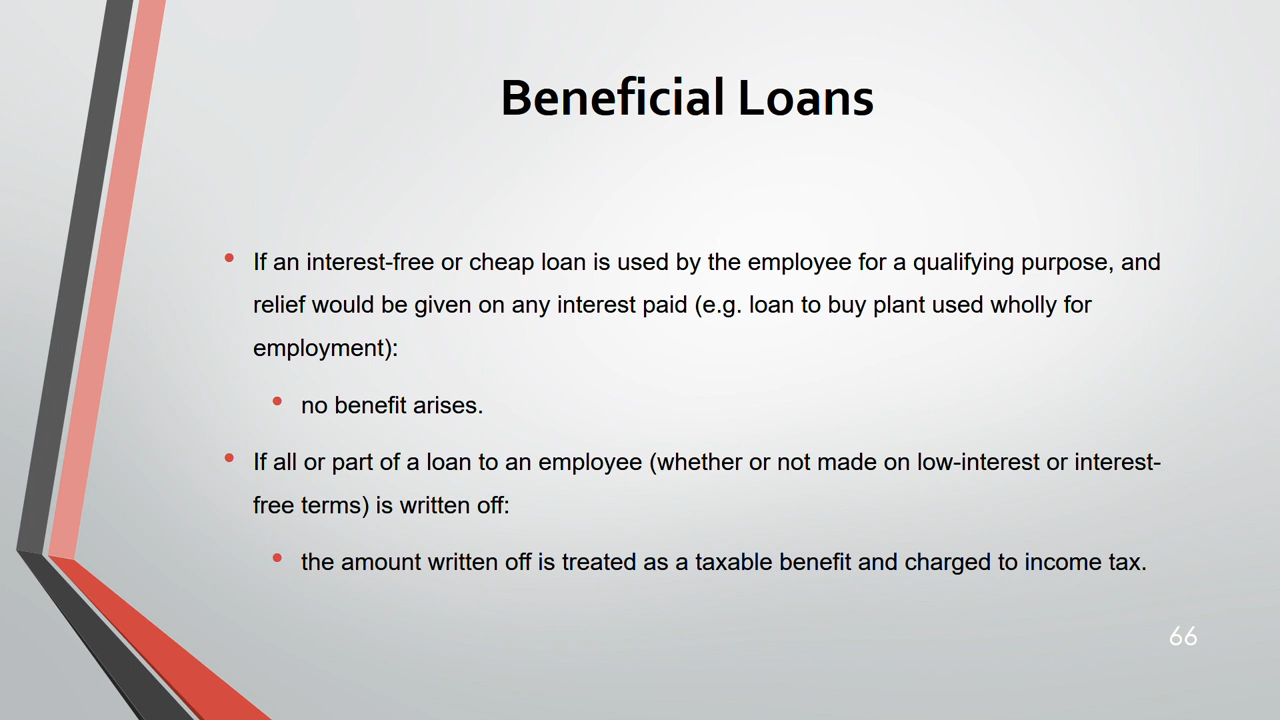 Beneficial Loans
• If an interest-free or cheap loan is used by the employee for a qualifying purpose, and
relief would be given on any interest paid (e.g. loan to buy plant used wholly for
employment):
• no benefit arises.
• If all or part of a loan to an employee (whether or not made on low-interest or interest-
free terms) is written off:
• the amount written off is treated as a taxable benefit and charged to income tax.
66